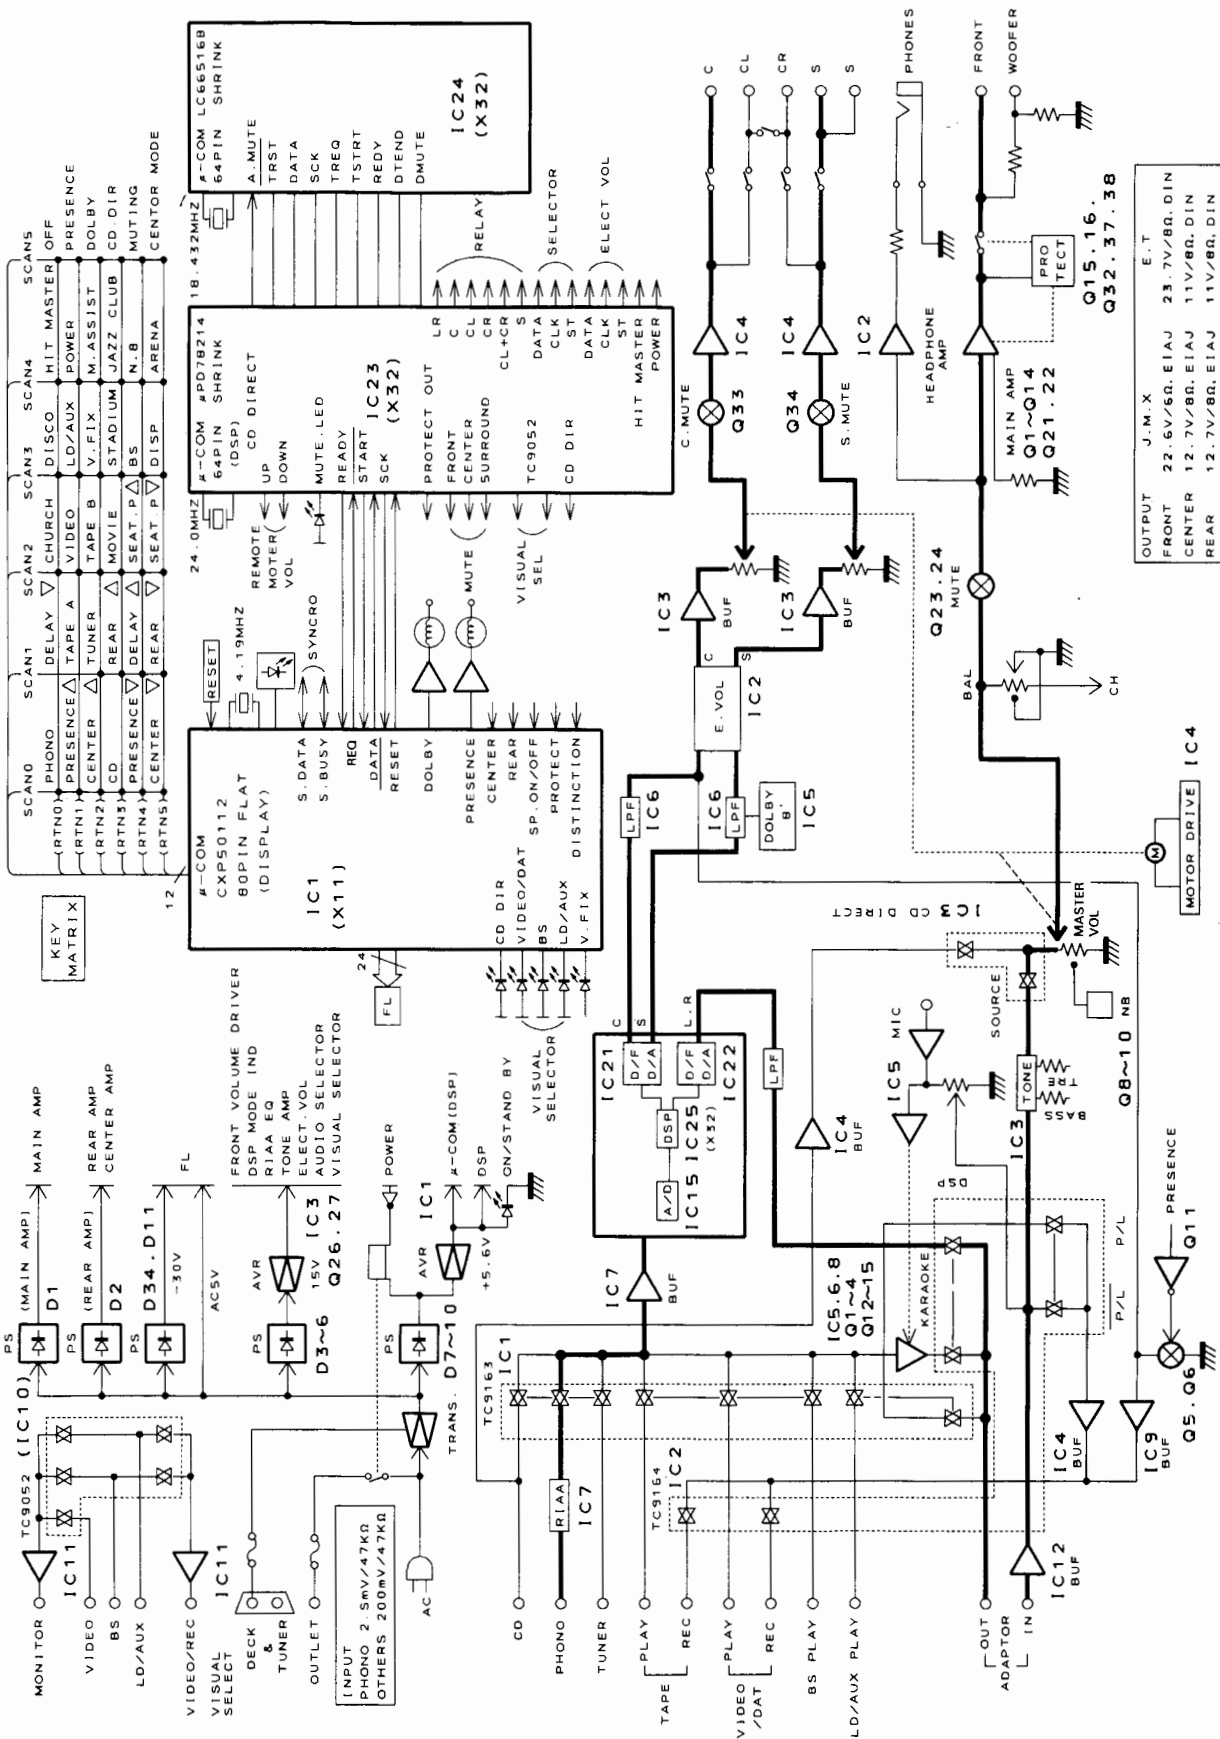 KEY
MATRIX
SCAN0
SCAN1
SCAN2
SCAN3
SCAN4
SCAN5
(RTN0)
PHONO
DELAY ▽
CHURCH
DISCO
HIT MASTER
OFF
(RTN1)
PRESENCE △
TAPE A
VIDEO
LD/AUX
POWER
PRESENCE
(RTN2)
CENTER △
TUNER
TAPE B
V.FIX
M.ASSIST
DOLBY
(RTN3)
CD
REAR △
MOVIE
STADIUM
JAZZ CLUB
CD.DIR
(RTN4)
PRESENCE ▽
DELAY △
SEAT.P △
BS
N.B
MUTING
(RTN5)
CENTER ▽
REAR ▽
SEAT P ▽
DISP
ARENA
CENTOR MODE
12
μ-COM
CXP50112
80PIN FLAT
(DISPLAY)
IC1
(X11)
24
FL
RESET
4.19MHZ
S.DATA
S.BUSY
SYNCRO
REQ
DATA
RESET
DOLBY
PRESENCE
CENTER
REAR
SP.ON/OFF
PROTECT
DISTINCTION
CD DIR
VIDEO/DAT
BS
LD/AUX
V.FIX
VISUAL
SELECTOR
24.0MHZ
μ-COM μPD78214
64PIN SHRINK
(DSP)
CD DIRECT
UP
DOWN
REMOTE
MOTER
VOL
MUTE.LED
READY
START
SCK
IC23
(X32)
PROTECT OUT
FRONT
CENTER
SURROUND
MUTE
TC9052
VISUAL
SEL
CD DIR
LR
C
CL
CR
CL+CR
S
RELAY
DATA
CLK
ST
SELECTOR
DATA
CLK
ST
ELECT VOL
HIT MASTER
POWER
18.432MHZ
μ-COM LC66516B
64PIN SHRINK
A.MUTE
TRST
DATA
SCK
TREQ
TSTRT
REDY
DTEND
DMUTE
IC24
(X32)
MONITOR
VIDEO
BS
LD/AUX
VIDEO/REC
VISUAL
SELECT
TC9052 (IC10)
IC11
IC11
DECK
&
TUNER
OUTLET
AC
INPUT
PHONO 2.5mV/47KΩ
OTHERS 200mV/47KΩ
PS
(MAIN AMP)
D1
MAIN AMP
PS
(REAR AMP)
D2
REAR AMP
CENTER AMP
PS
D34.D11
-30V
FL
AC5V
PS
D3~6
AVR
15V IC3
Q26.27
FRONT VOLUME DRIVER
DSP MODE IND
RIAA EQ
TONE AMP
ELECT.VOL
AUDIO SELECTOR
VISUAL SELECTOR
TRANS.
PS
D7~10
POWER
AVR
IC1
+5.6V
μ-COM(DSP)
DSP
ON/STAND BY
CD
PHONO
TUNER
TAPE
PLAY
REC
VIDEO
/DAT
PLAY
REC
BS PLAY
LD/AUX PLAY
ADAPTOR
OUT
IN
RIAA
IC7
TC9163
IC1
TC9164
IC2
IC7
BUF
A/D
IC15
DSP
IC25
(X32)
IC21
D/F
D/A
D/F
D/A
IC22
C
S
L.R
LPF
LPF
IC6
LPF
IC6
DOLBY
B'
IC5
E.VOL
IC2
C
S
IC3
BUF
IC3
BUF
C.MUTE
Q33
Q34
S.MUTE
IC4
IC4
C
CL
CR
S
S
PHONES
IC2
HEADPHONE
AMP
FRONT
WOOFER
MAIN AMP
Q1~Q14
Q21.22
PRO
TECT
Q15.16.
Q32.37.38
Q23.24
MUTE
BAL
CH
IC4
BUF
IC5.6.8
Q1~4
Q12~15
KARAOKE
DSP
IC5
MIC
SOURCE
IC3 CD DIRECT
MASTER
VOL
NB
Q8~10
TONE
IC3
BASS
TRE
P/L
P/L
IC4
BUF
IC9
BUF
Q5.Q6
Q11
PRESENCE
IC12
BUF
M
MOTOR DRIVE
IC4
OUTPUT J.M.X E.T
FRONT 22.6V/6Ω. EIAJ 23.7V/8Ω. DIN
CENTER 12.7V/8Ω. EIAJ 11V/8Ω. DIN
REAR 12.7V/8Ω. EIAJ 11V/8Ω. DIN